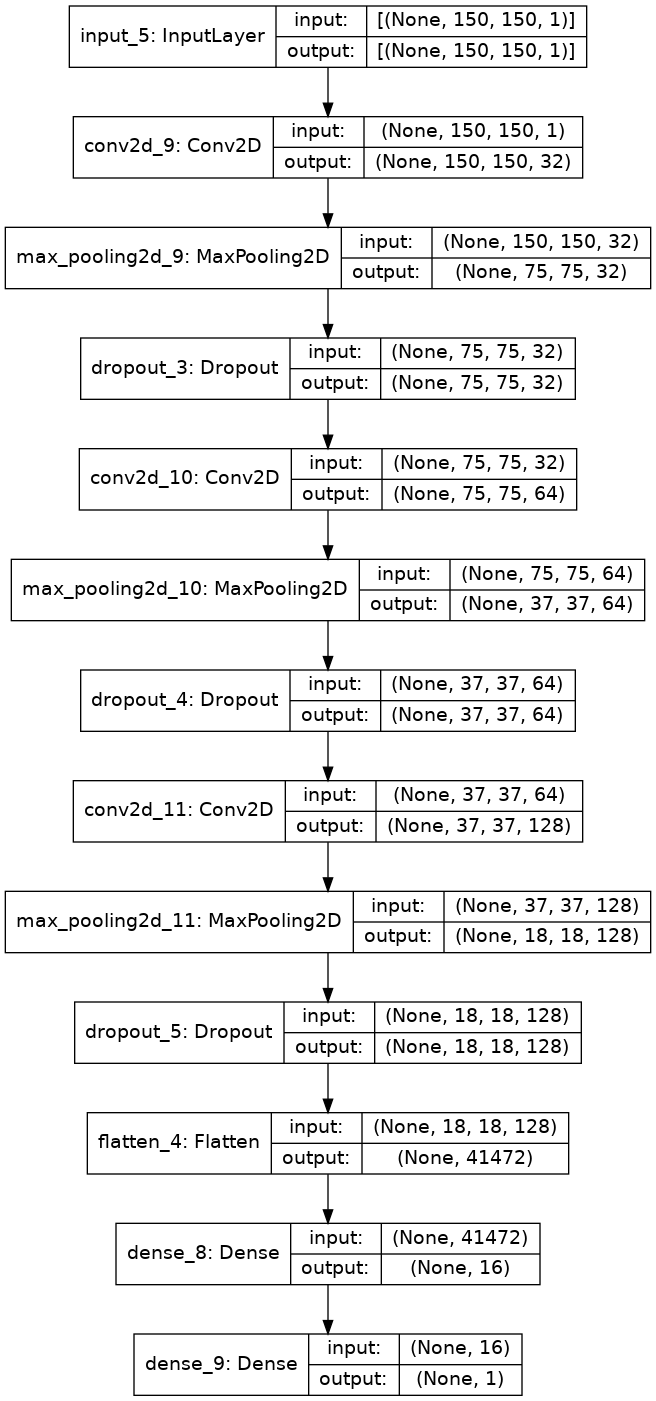 input_5: InputLayer
input: [(None, 150, 150, 1)]
output: [(None, 150, 150, 1)]
conv2d_9: Conv2D
input: (None, 150, 150, 1)
output: (None, 150, 150, 32)
max_pooling2d_9: MaxPooling2D
input: (None, 150, 150, 32)
output: (None, 75, 75, 32)
dropout_3: Dropout
input: (None, 75, 75, 32)
output: (None, 75, 75, 32)
conv2d_10: Conv2D
input: (None, 75, 75, 32)
output: (None, 75, 75, 64)
max_pooling2d_10: MaxPooling2D
input: (None, 75, 75, 64)
output: (None, 37, 37, 64)
dropout_4: Dropout
input: (None, 37, 37, 64)
output: (None, 37, 37, 64)
conv2d_11: Conv2D
input: (None, 37, 37, 64)
output: (None, 37, 37, 128)
max_pooling2d_11: MaxPooling2D
input: (None, 37, 37, 128)
output: (None, 18, 18, 128)
dropout_5: Dropout
input: (None, 18, 18, 128)
output: (None, 18, 18, 128)
flatten_4: Flatten
input: (None, 18, 18, 128)
output: (None, 41472)
dense_8: Dense
input: (None, 41472)
output: (None, 16)
dense_9: Dense
input: (None, 16)
output: (None, 1)